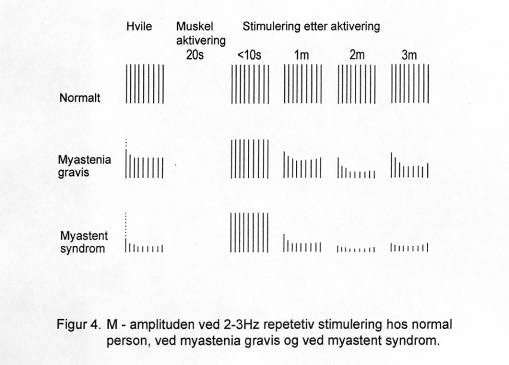 Hvile Muskel aktivering 20s Stimulering etter aktivering
<10s 1m 2m 3m
Normalt
Myastenia
gravis
Myastent
syndrom
Figur 4. M - amplituden ved 2-3Hz repetetiv stimulering hos normal
person, ved myastenia gravis og ved myastent syndrom.